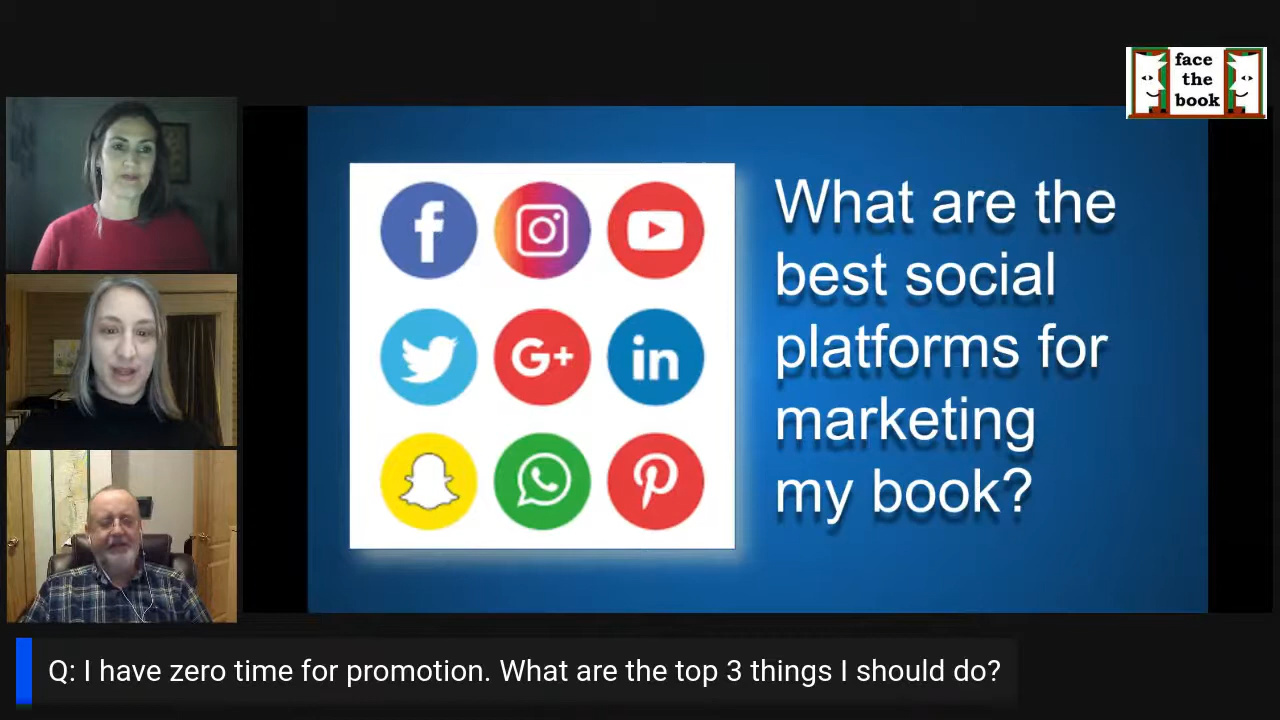 face
the
book
What are the
best social
platforms for
marketing
my book?
f
G+
in
Q: I have zero time for promotion. What are the top 3 things I should do?